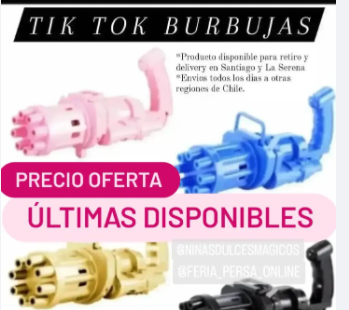 TIK TOK BURBUJAS
*Producto disponible para retiro y
delivery en Santiago y La Serena
*Envios todos los días a otras
regiones de Chile.
PRECIO OFERTA
ÚLTIMAS DISPONIBLES
@NINASDULCESMAGICOS
@FERIA_PERSA_ONLINE